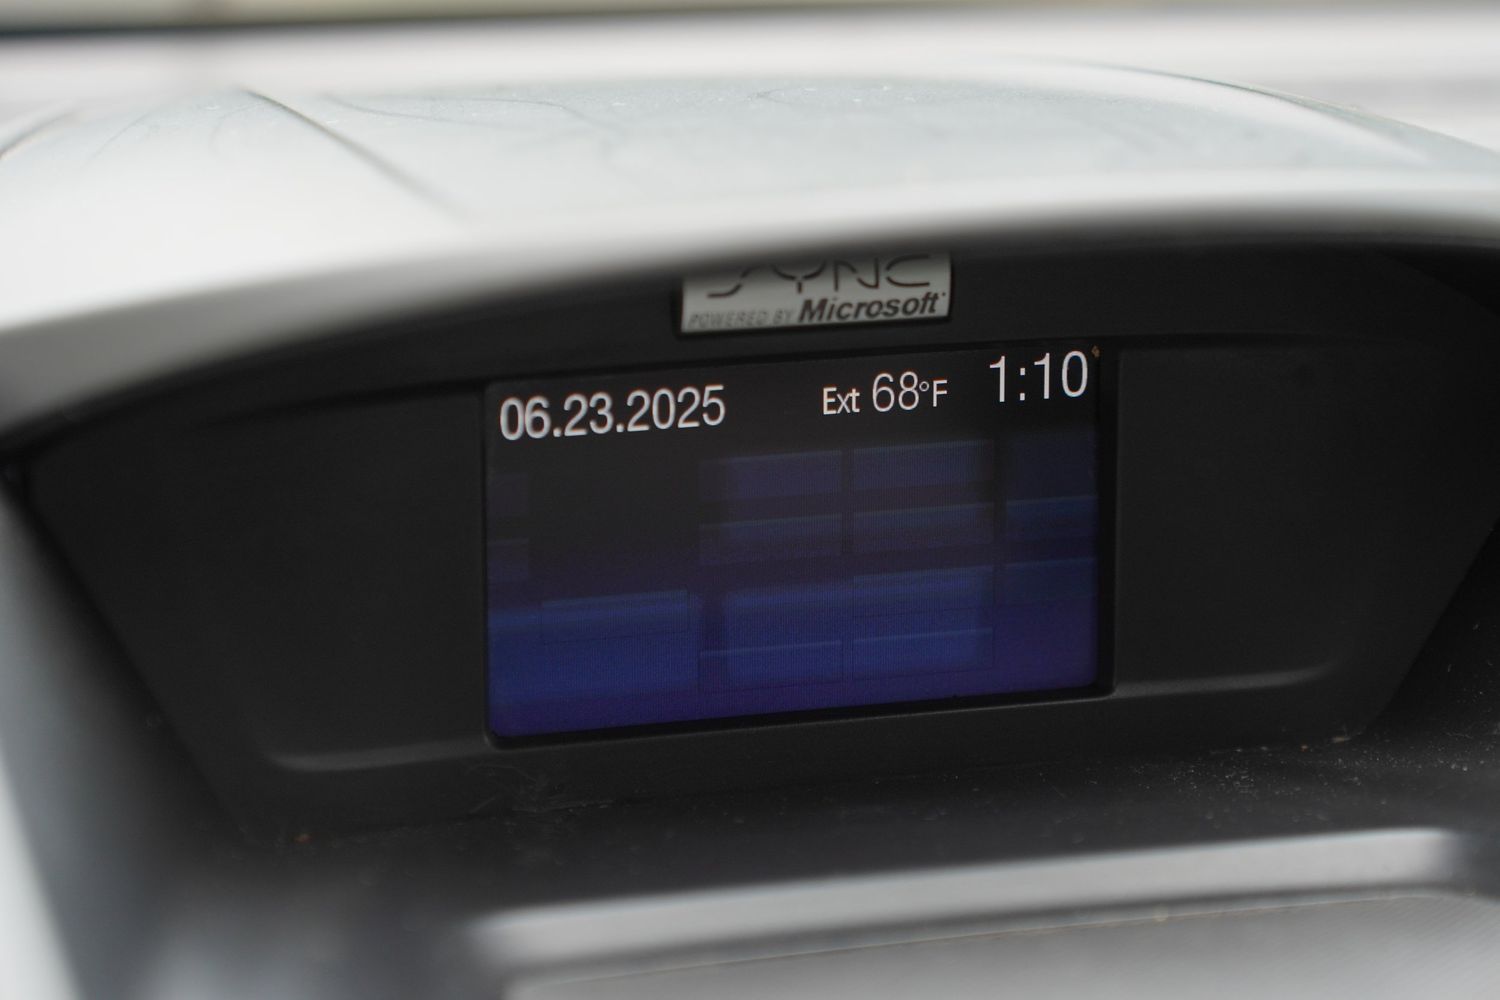 SYNC
POWERED BY Microsoft
06.23.2025 Ext 68°F 1:10